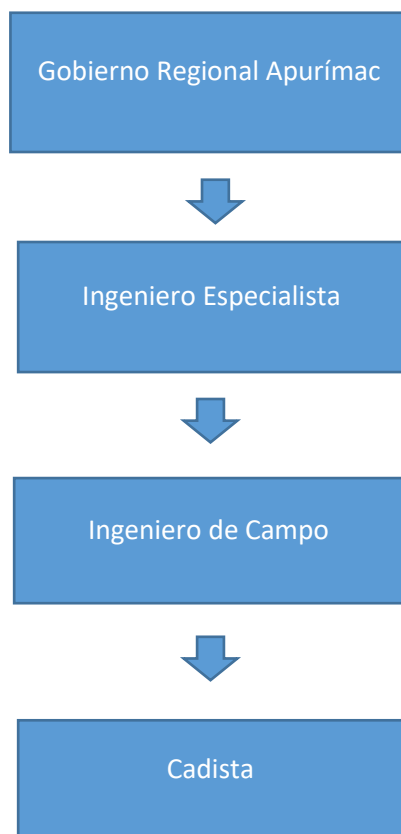 Gobierno Regional Apurímac
Ingeniero Especialista
Ingeniero de Campo
Cadista